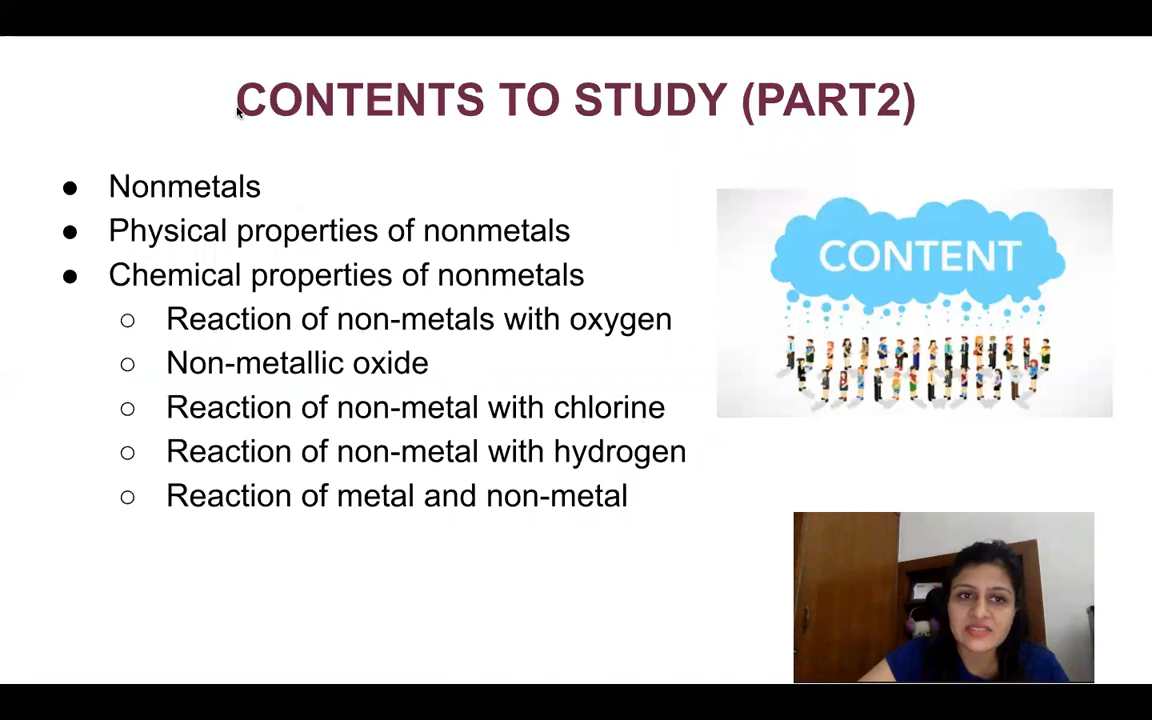 CONTENTS TO STUDY (PART2)
● Nonmetals
● Physical properties of nonmetals
● Chemical properties of nonmetals
○ Reaction of non-metals with oxygen
○ Non-metallic oxide
○ Reaction of non-metal with chlorine
○ Reaction of non-metal with hydrogen
○ Reaction of metal and non-metal
CONTENT